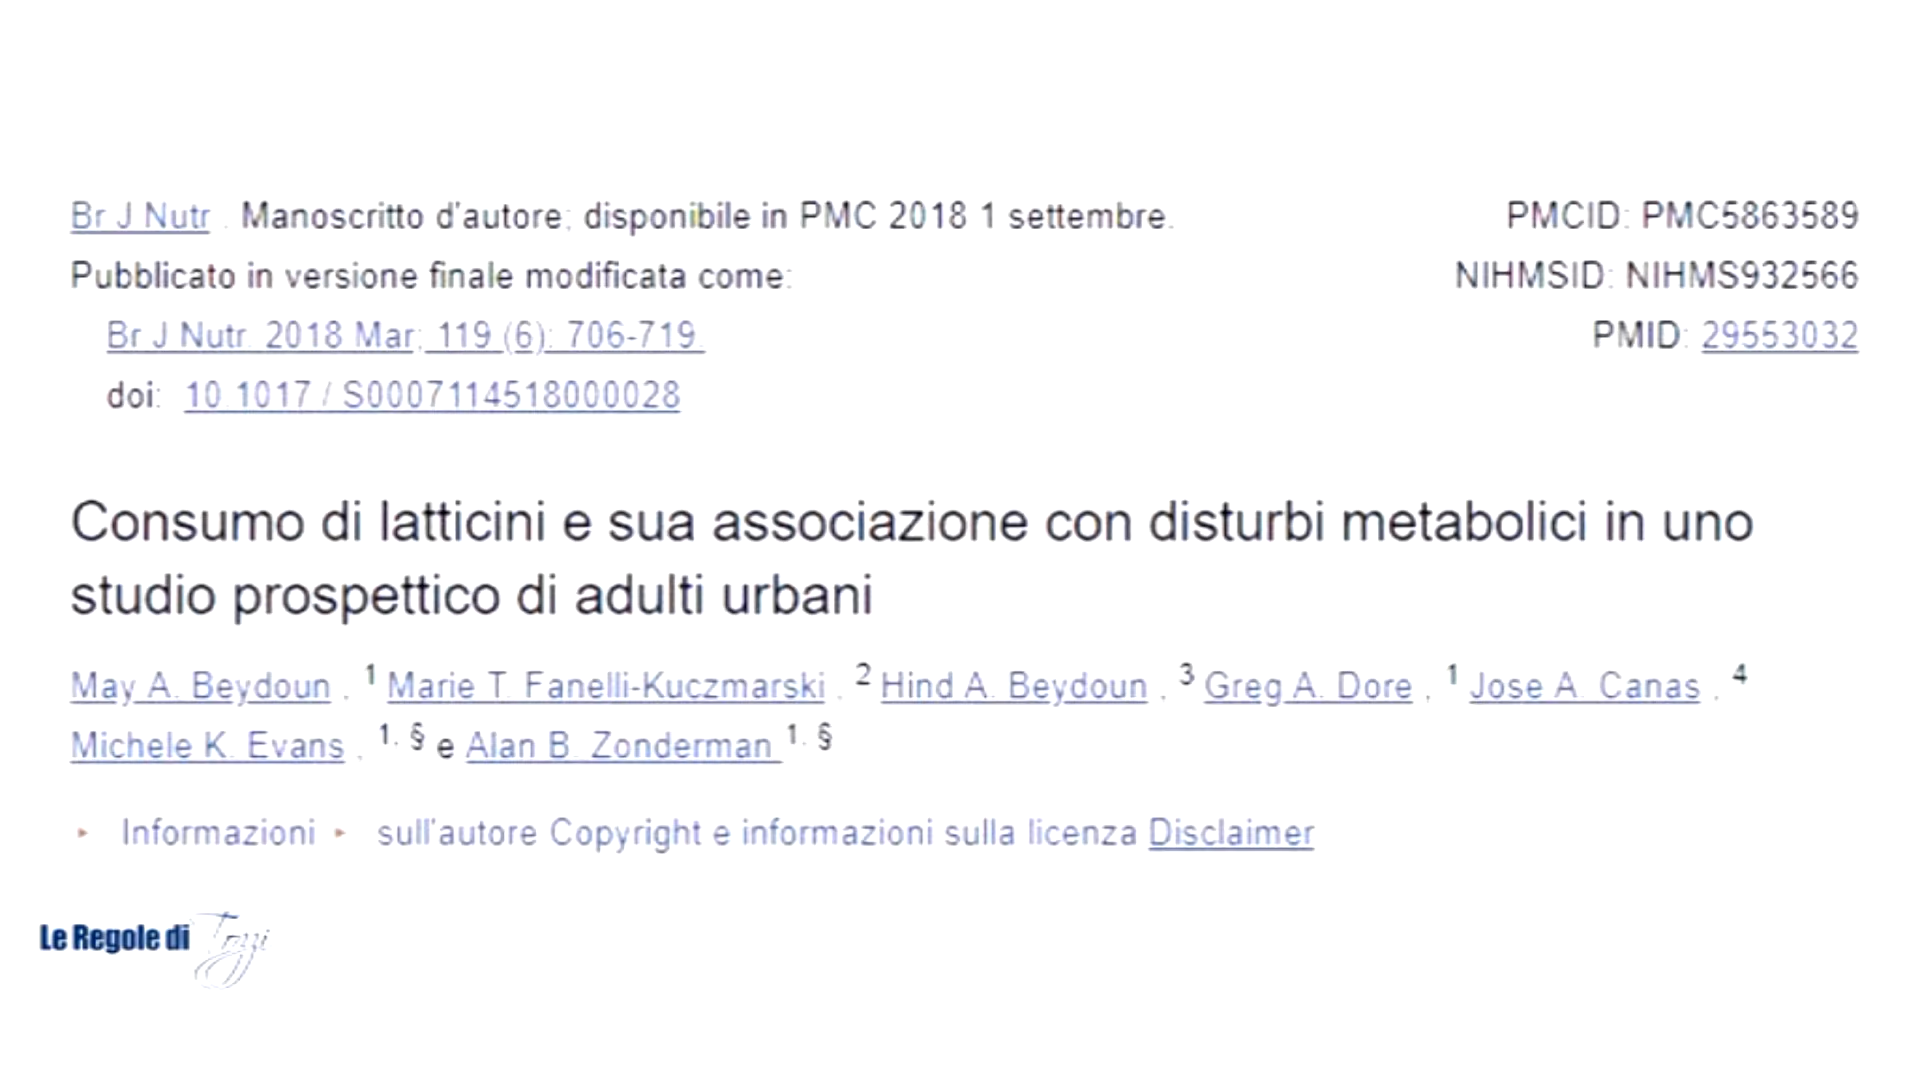 Br J Nutr . Manoscritto d'autore; disponibile in PMC 2018 1 settembre.
PMCID: PMC5863589
Pubblicato in versione finale modificata come:
NIHMSID: NIHMS932566
Br J Nutr. 2018 Mar; 119 (6): 706-719.
PMID: 29553032
doi: 10.1017 / S0007114518000028
Consumo di latticini e sua associazione con disturbi metabolici in uno
studio prospettico di adulti urbani
May A. Beydoun , 1 Marie T. Fanelli-Kuczmarski , 2 Hind A. Beydoun , 3 Greg A. Dore , 1 Jose A. Canas , 4
Michele K. Evans , 1, § e Alan B. Zonderman 1, §
▸ Informazioni ▸ sull'autore Copyright e informazioni sulla licenza Disclaimer
Le Regole di Tozzi